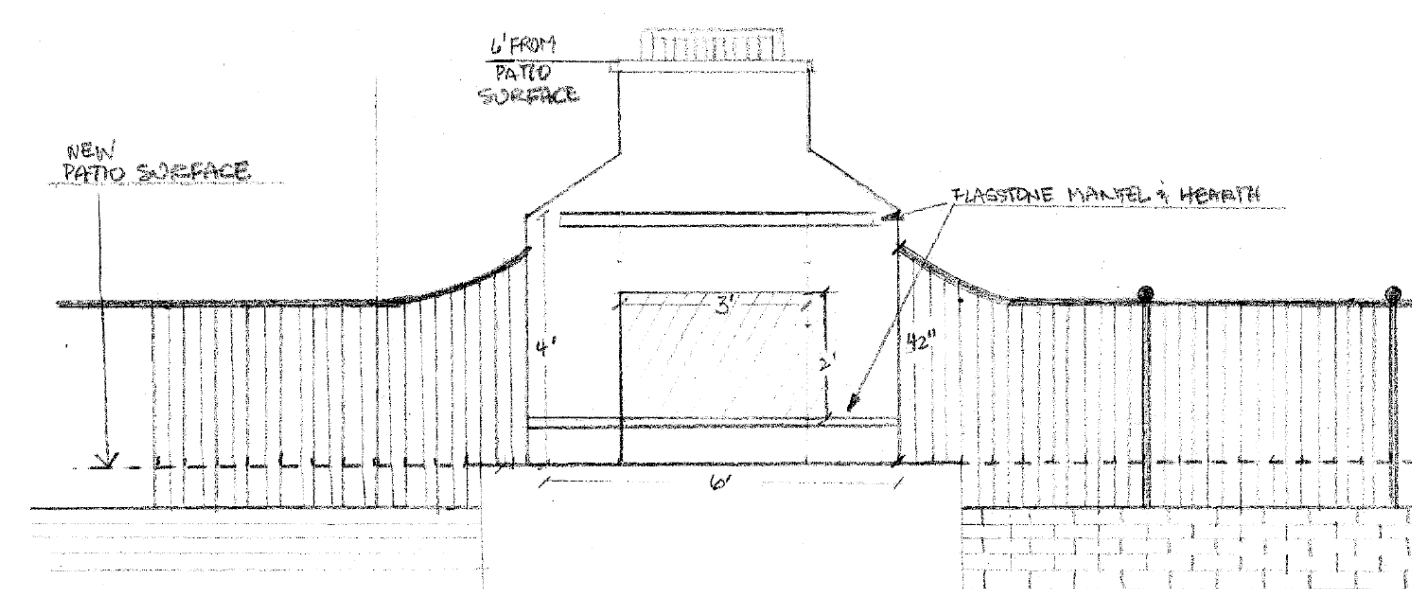 6' FROM
PATIO
SURFACE
NEW
PATIO SURFACE
FLAGSTONE MANTEL & HEARTH
3'
4'
2'
42"
6'